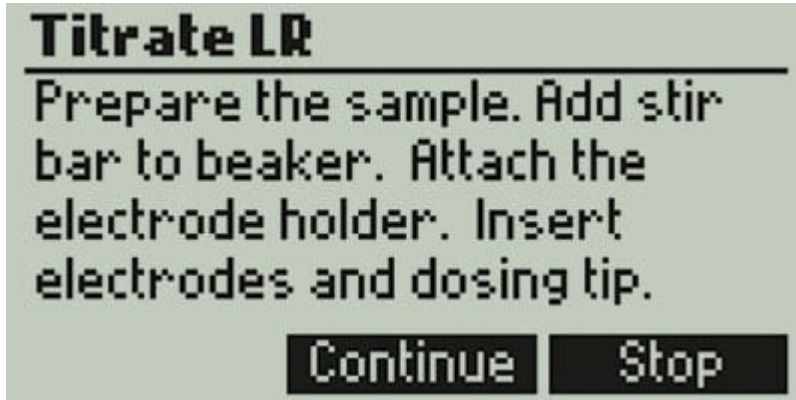 Titrate LR
Prepare the sample. Add stir
bar to beaker. Attach the
electrode holder. Insert
electrodes and dosing tip.
Continue Stop